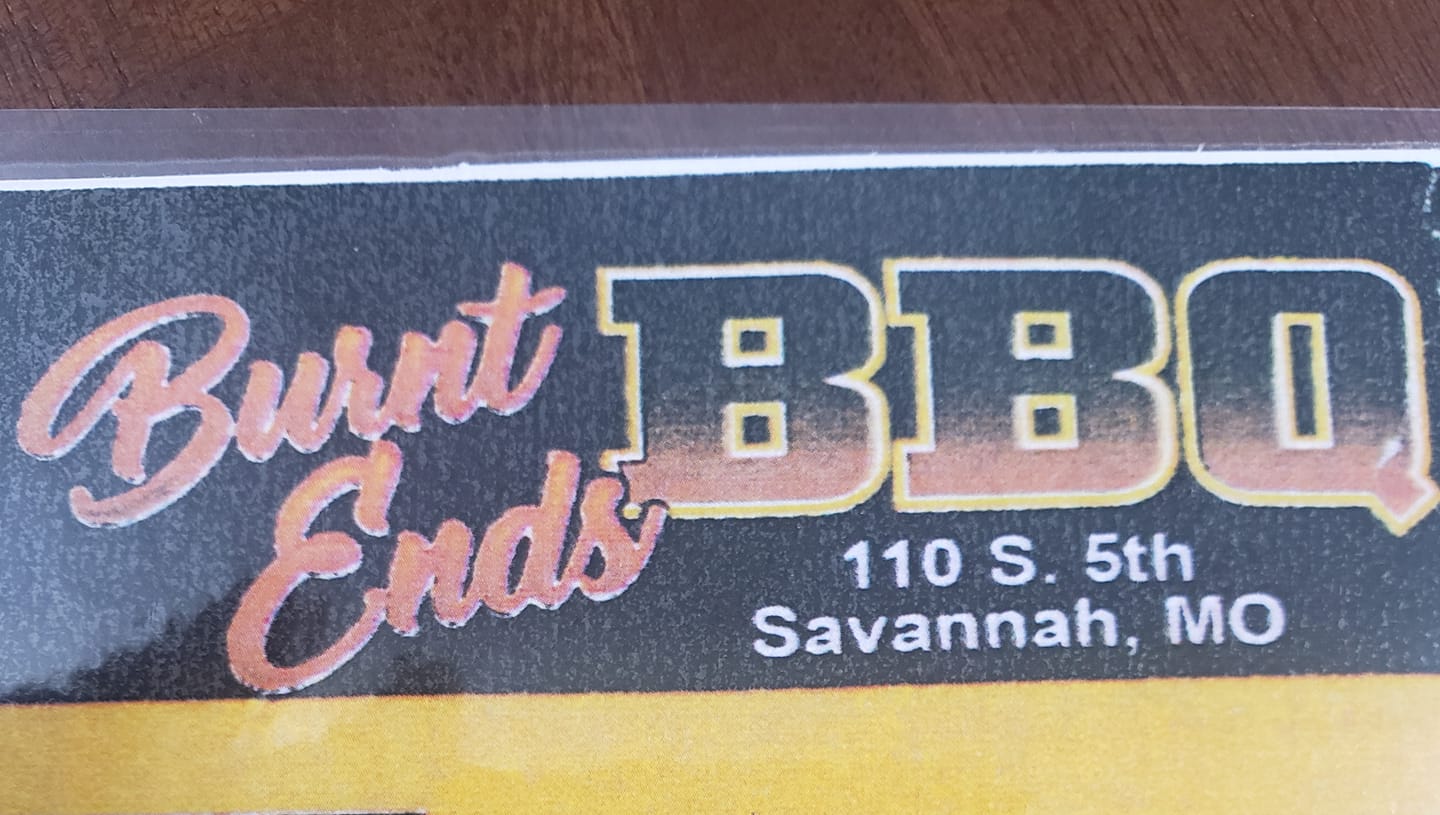 Burnt
Ends
BBQ
110 S. 5th
Savannah, MO